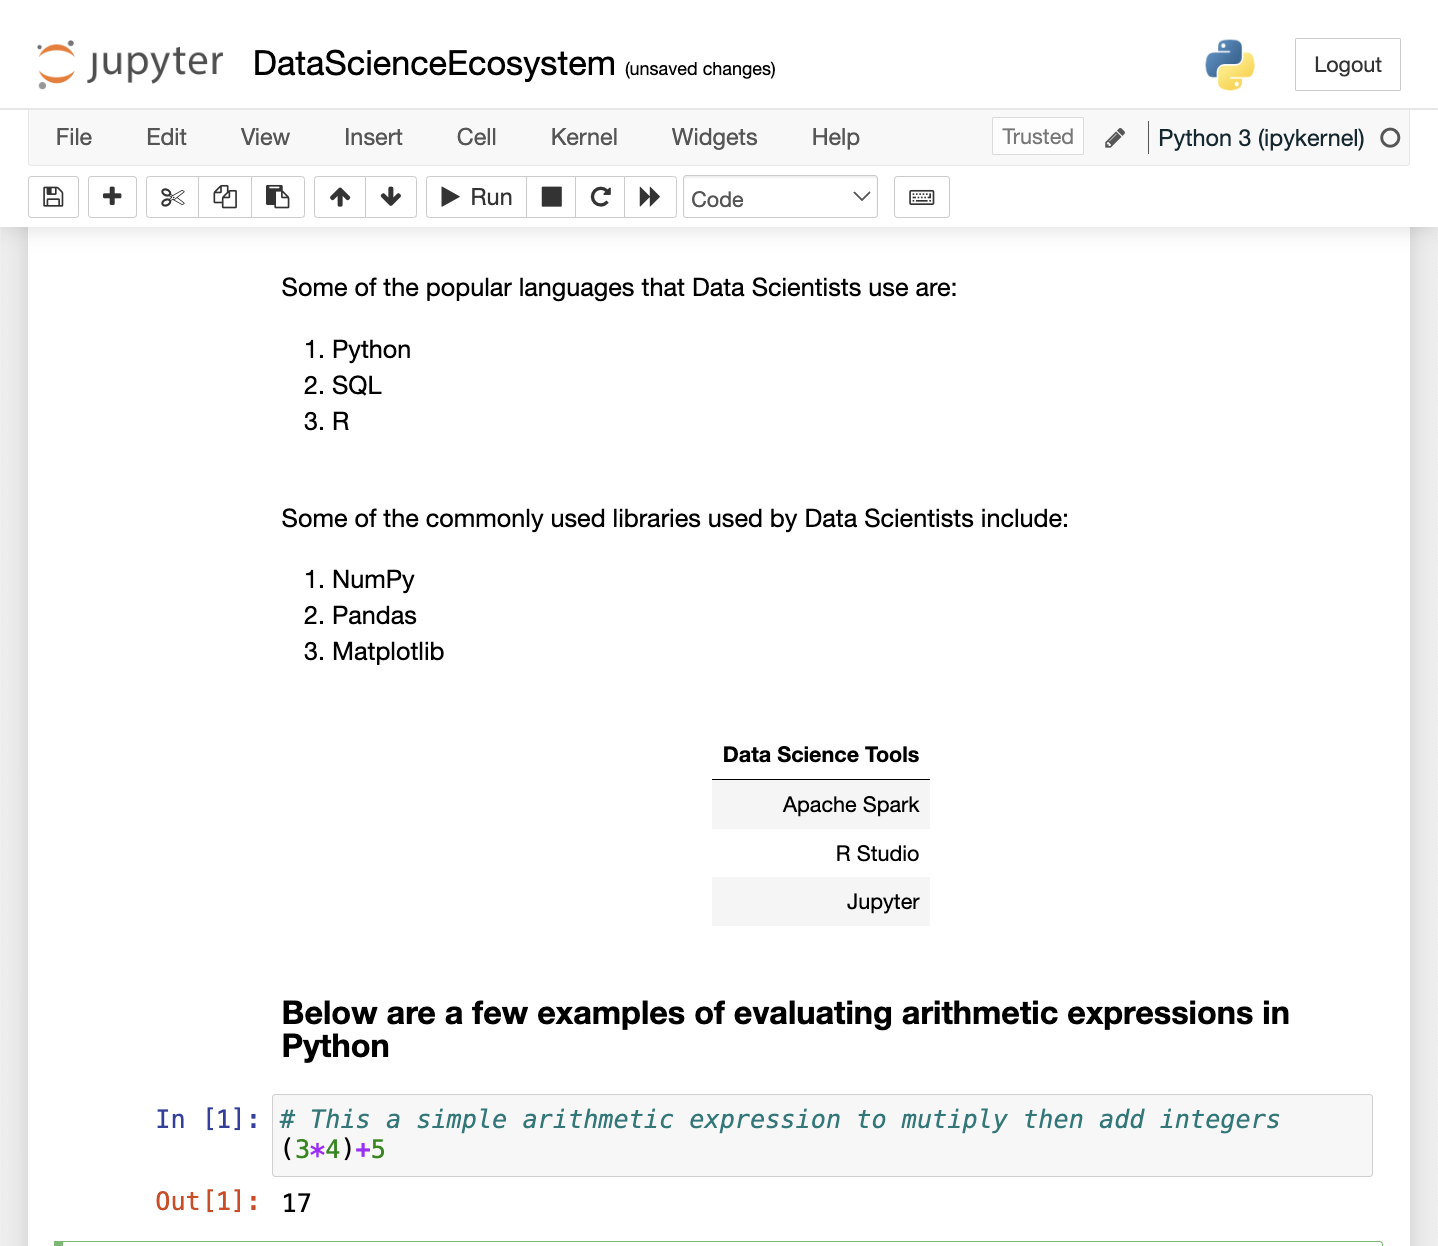 jupyter DataScienceEcosystem (unsaved changes) Logout
File Edit View Insert Cell Kernel Widgets Help Trusted Python 3 (ipykernel)
Run Code
Some of the popular languages that Data Scientists use are:
1. Python
2. SQL
3. R
Some of the commonly used libraries used by Data Scientists include:
1. NumPy
2. Pandas
3. Matplotlib
Data Science Tools
Apache Spark
R Studio
Jupyter
Below are a few examples of evaluating arithmetic expressions in
Python
In [1]: # This a simple arithmetic expression to mutiply then add integers
(3*4)+5
Out[1]: 17